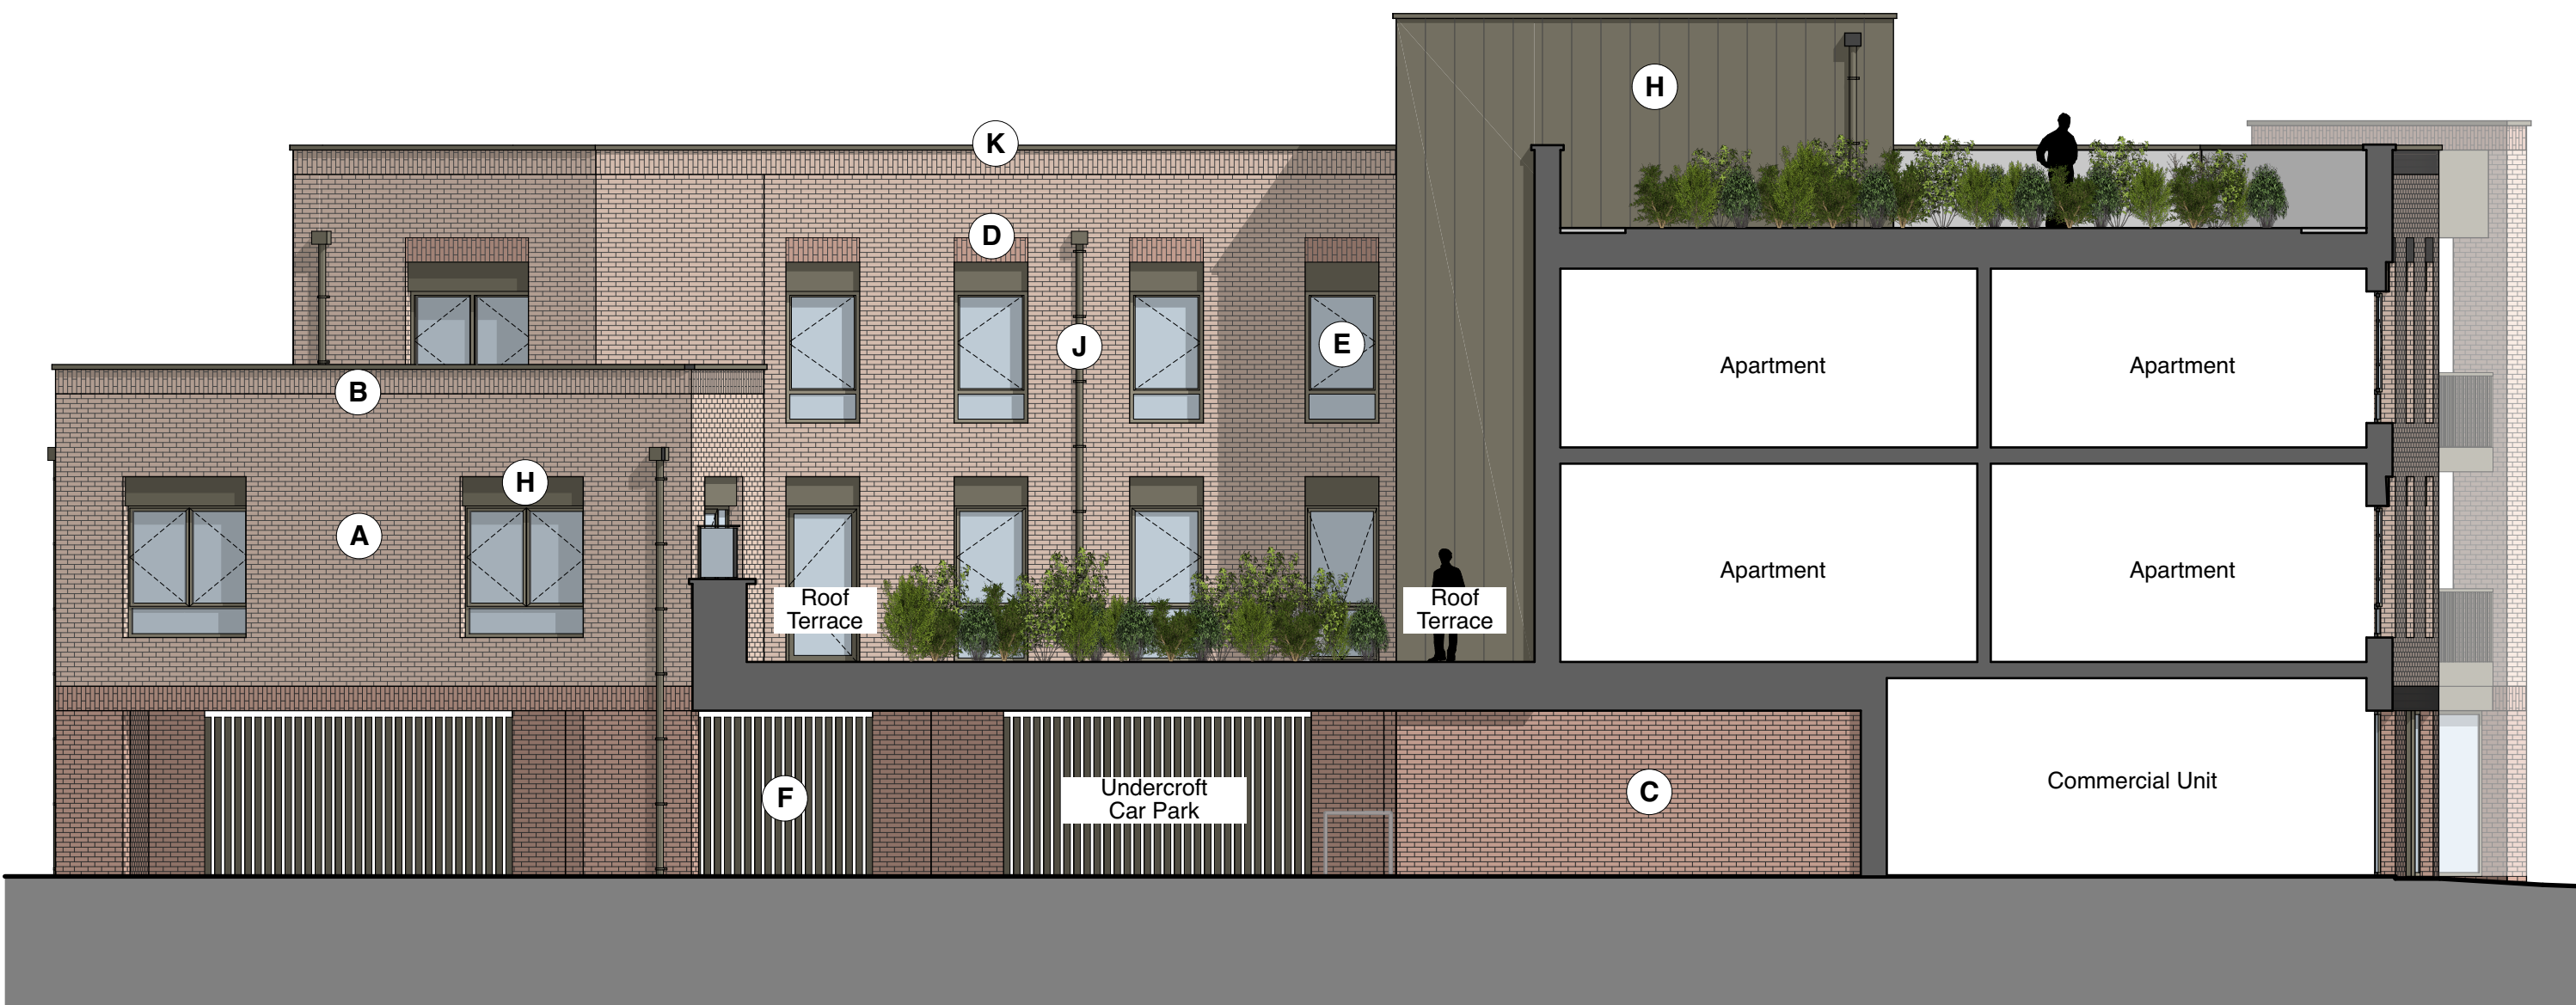 H
K
D
J
E
B
H
A
Apartment
Apartment
Apartment
Apartment
Roof
Terrace
Roof
Terrace
F
Undercroft
Car Park
C
Commercial Unit